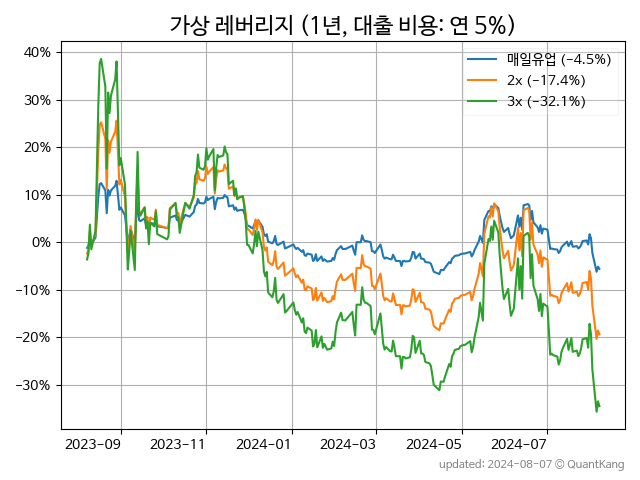 가상 레버리지 (1년, 대출 비용: 연 5%)
매일유업 (−4.5%)
2x (−17.4%)
3x (−32.1%)
40%
30%
20%
10%
0%
−10%
−20%
−30%
2023-09
2023-11
2024-01
2024-03
2024-05
2024-07
updated: 2024-08-07 © QuantKang